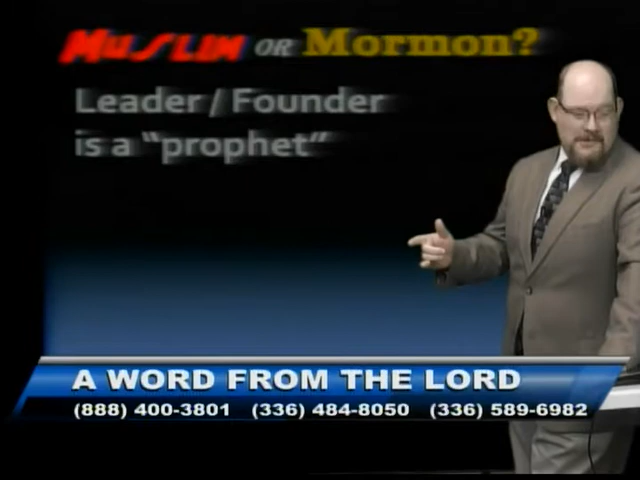 Muslim or Mormon?
Leader / Founder
is a “prophet”
A WORD FROM THE LORD
(888) 400-3801 (336) 484-8050 (336) 589-6982